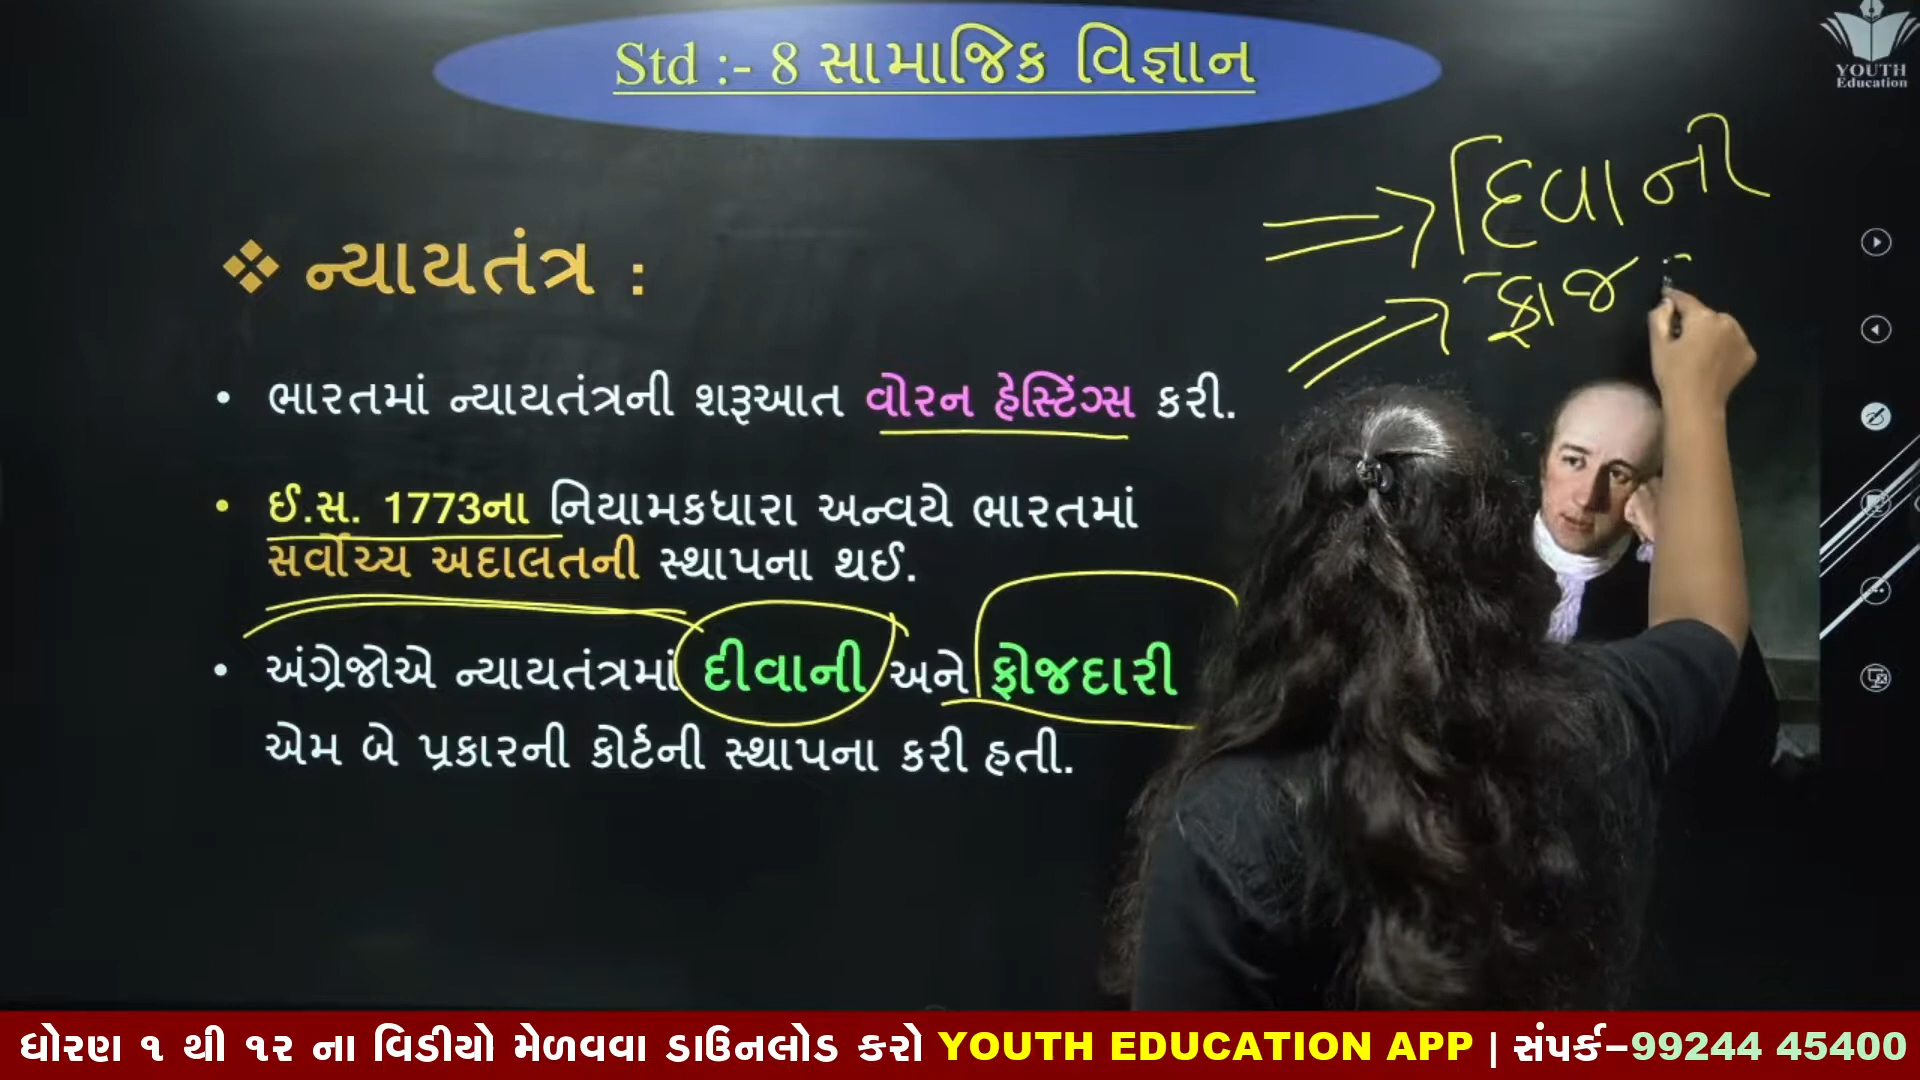 Std :- 8 સામાજિક વિજ્ઞાન
YOUTH
Education
દિવાની
ફોજ
❖ ન્યાયતંત્ર :
• ભારતમાં ન્યાયતંત્રની શરૂઆત વોરન હેસ્ટિંગ્સ કરી.
• ઈ.સ. 1773ના નિયામકધારા અન્વયે ભારતમાં
સર્વોચ્ચ અદાલતની સ્થાપના થઈ.
• અંગ્રેજોએ ન્યાયતંત્રમાં દીવાની અને ફોજદારી
એમ બે પ્રકારની કોર્ટની સ્થાપના કરી હતી.
ધોરણ ૧ થી ૧૨ ના વિડીયો મેળવવા ડાઉનલોડ કરો YOUTH EDUCATION APP | સંપર્ક–99244 45400